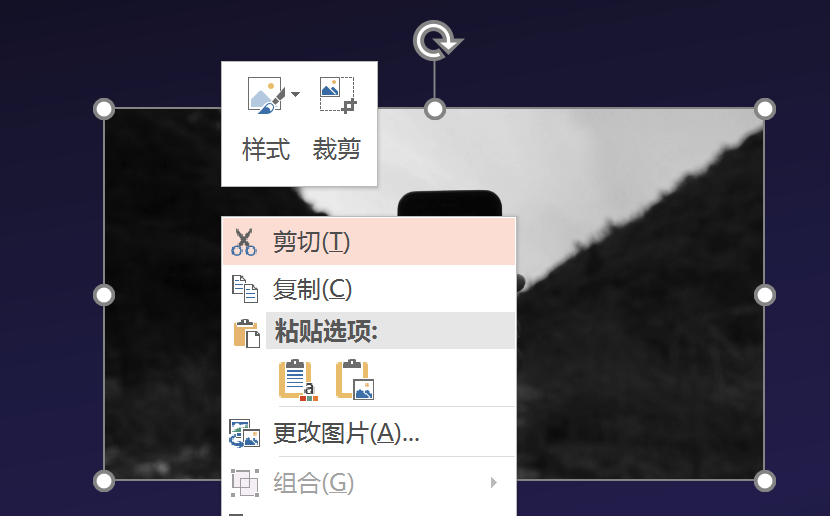 样式 裁剪
剪切(T)
复制(C)
粘贴选项:
a
更改图片(A)...
组合(G)